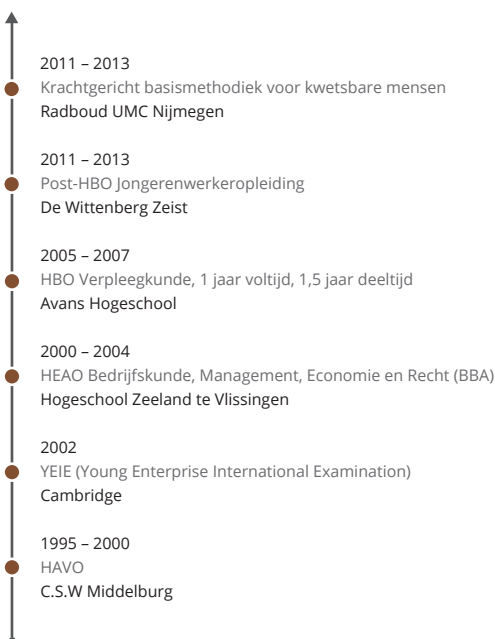 2011 – 2013
Krachtgericht basismethodiek voor kwetsbare mensen
Radboud UMC Nijmegen
2011 – 2013
Post-HBO Jongerenwerkeropleiding
De Wittenberg Zeist
2005 – 2007
HBO Verpleegkunde, 1 jaar voltijd, 1,5 jaar deeltijd
Avans Hogeschool
2000 – 2004
HEAO Bedrijfskunde, Management, Economie en Recht (BBA)
Hogeschool Zeeland te Vlissingen
2002
YEIE (Young Enterprise International Examination)
Cambridge
1995 – 2000
HAVO
C.S.W Middelburg